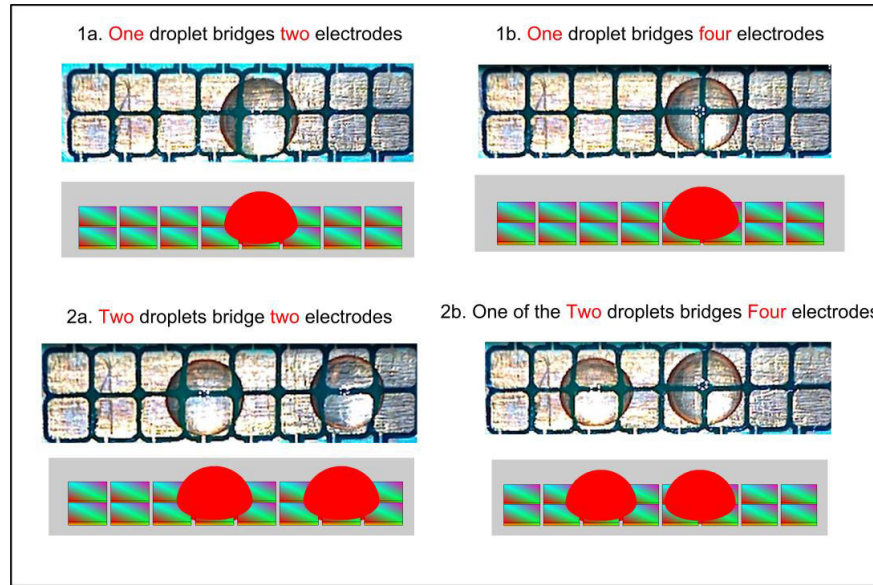 1a. One droplet bridges two electrodes
1b. One droplet bridges four electrodes
2a. Two droplets bridge two electrodes
2b. One of the Two droplets bridges Four electrodes